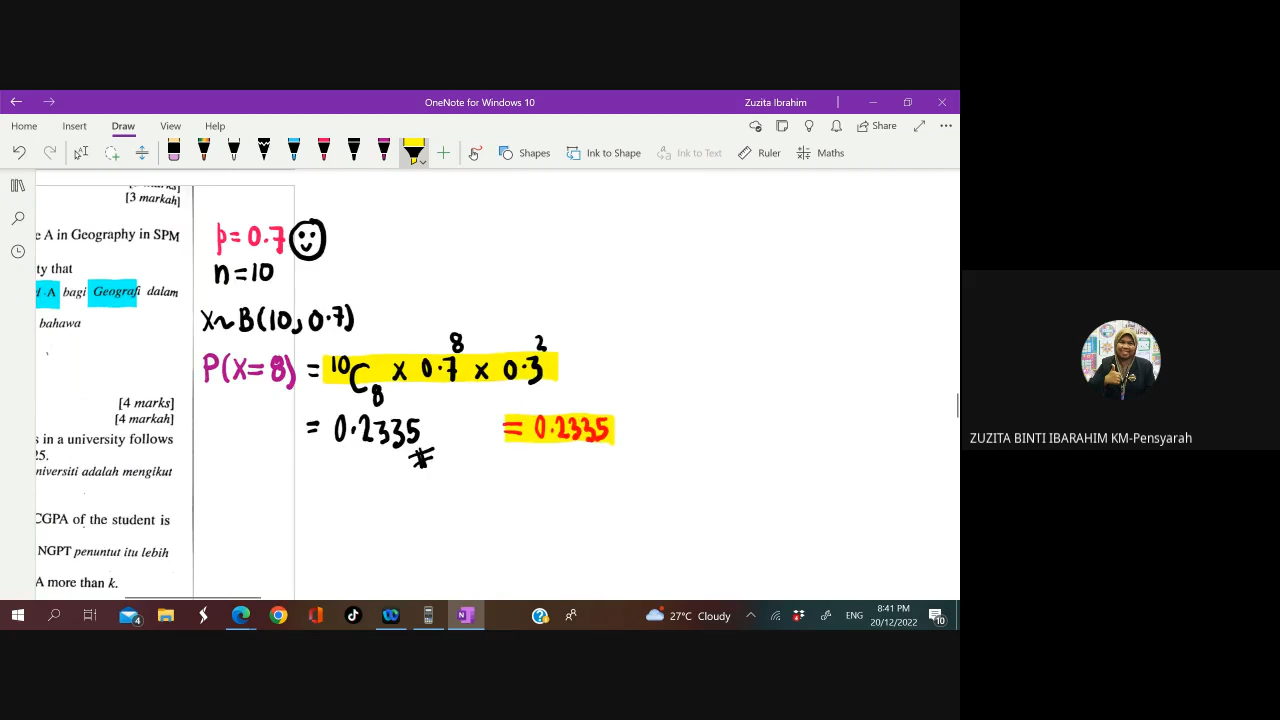 OneNote for Windows 10
Zuzita Ibrahim
Home Insert Draw View Help
Share
Shapes Ink to Shape Ink to Text Ruler Maths
[3 markah]
e A in Geography in SPM
ty that
A bagi Geografi dalam
bahawa
[4 marks]
[4 markah]
s in a university follows
25.
niversiti adalah mengikut
CGPA of the student is
NGPT penuntut itu lebih
A more than k.
p = 0.7
n = 10
X ~ B(10, 0.7)
P(X = 8) = ¹⁰C₈ x 0.7⁸ x 0.3²
= 0.2335 #
= 0.2335
ZUZITA BINTI IBARAHIM KM-Pensyarah
4
27°C Cloudy
ENG
8:41 PM
20/12/2022
10